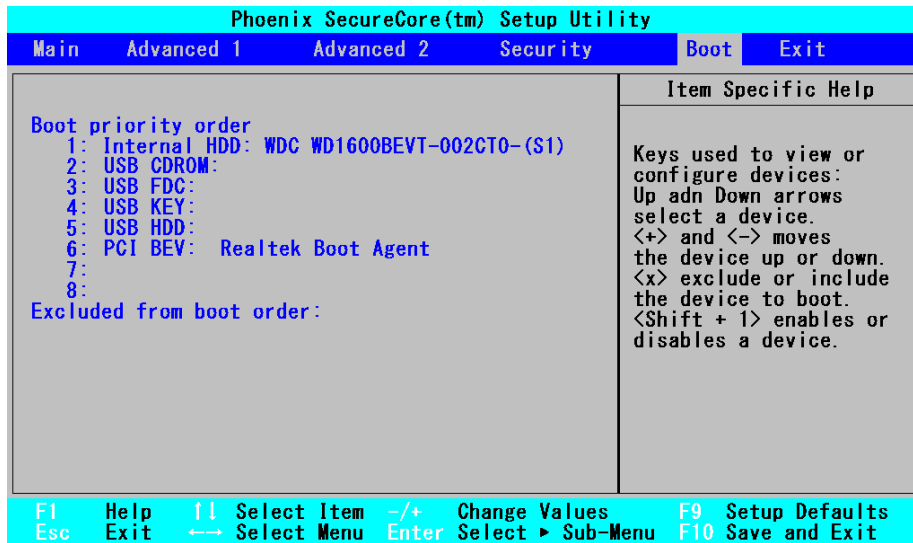 Phoenix SecureCore(tm) Setup Utility
Main Advanced 1 Advanced 2 Security Boot Exit
Item Specific Help
Boot priority order
1: Internal HDD: WDC WD1600BEVT-002CT0-(S1)
2: USB CDROM:
3: USB FDC:
4: USB KEY:
5: USB HDD:
6: PCI BEV: Realtek Boot Agent
7:
8:
Excluded from boot order:
Keys used to view or
configure devices:
Up adn Down arrows
select a device.
<+> and <-> moves
the device up or down.
<x> exclude or include
the device to boot.
<Shift + 1> enables or
disables a device.
F1 Help ↑↓ Select Item -/+ Change Values F9 Setup Defaults
Esc Exit ←→ Select Menu Enter Select ► Sub-Menu F10 Save and Exit